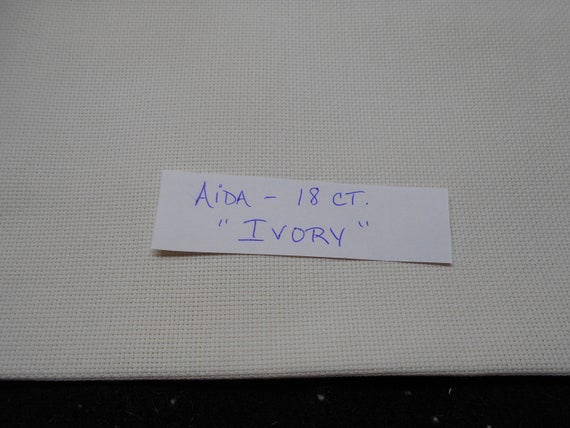 AiDA - 18 CT.
"IVORY"